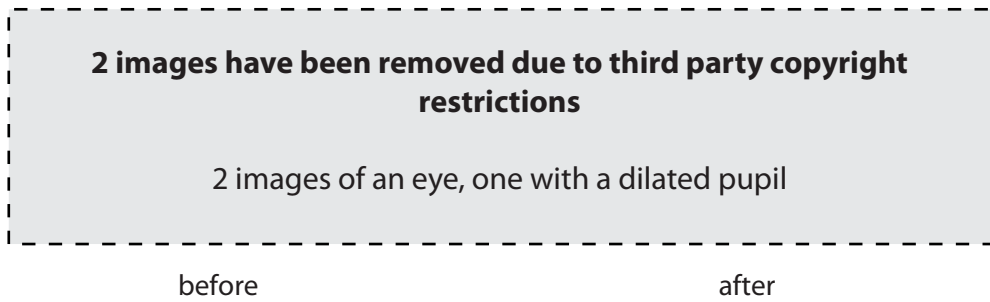 2 images have been removed due to third party copyright
restrictions
2 images of an eye, one with a dilated pupil
before after